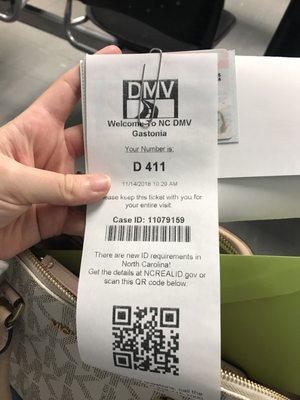 DMV
Welcome To NC DMV
Gastonia
Your Number is:
D 411
11/14/2018 10:29 AM
Please keep this ticket with you for
your entire visit
Case ID: 11079159
There are new ID requirements in
North Carolina!
Get the details at NCREALID.gov or
scan this QR code below.